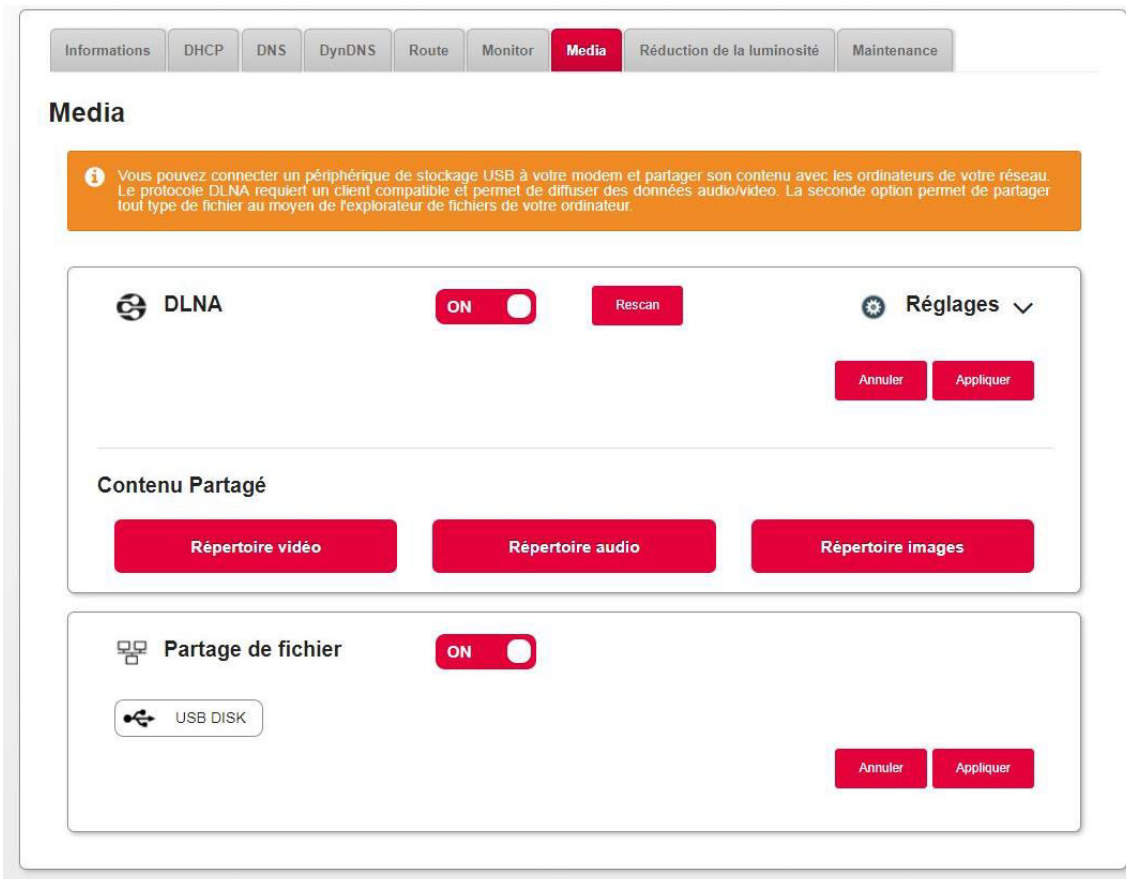 Informations DHCP DNS DynDNS Route Monitor Media Réduction de la luminosité Maintenance
Media
Vous pouvez connecter un périphérique de stockage USB à votre modem et partager son contenu avec les ordinateurs de votre réseau.
Le protocole DLNA requiert un client compatible et permet de diffuser des données audio/video. La seconde option permet de partager
tout type de fichier au moyen de l'explorateur de fichiers de votre ordinateur.
DLNA ON Rescan Réglages
Annuler Appliquer
Contenu Partagé
Répertoire vidéo Répertoire audio Répertoire images
Partage de fichier ON
USB DISK
Annuler Appliquer